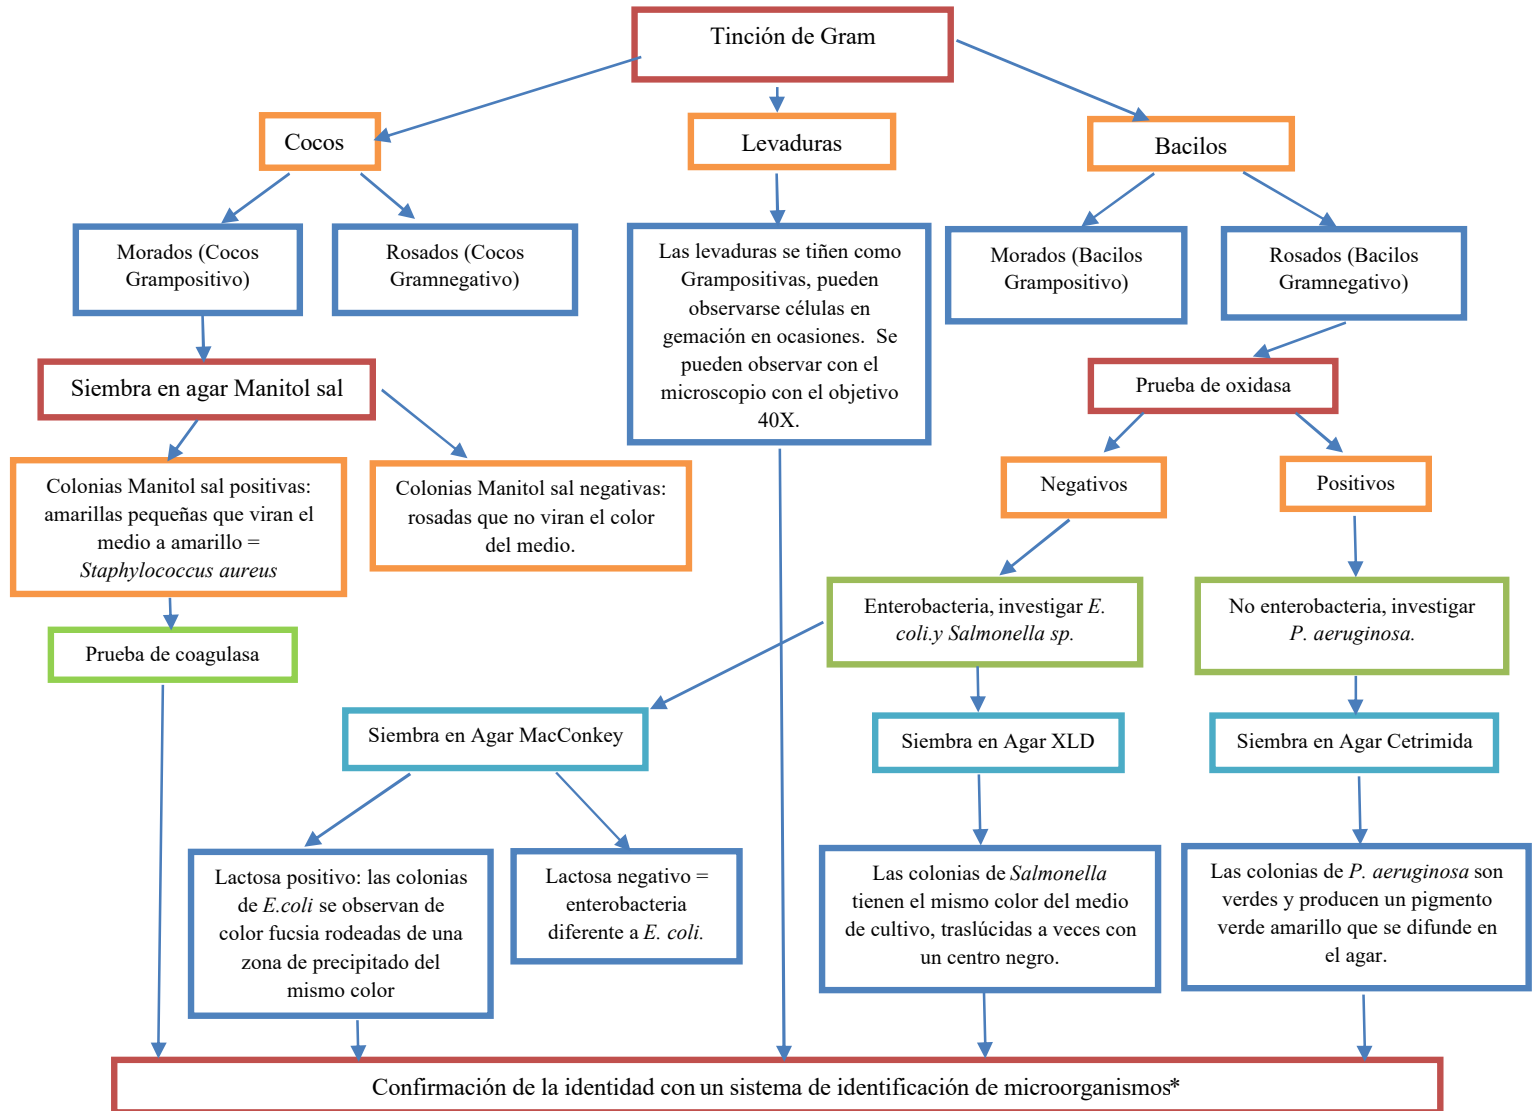 Tinción de Gram
Cocos
Levaduras
Bacilos
Morados (Cocos
Grampositivo)
Rosados (Cocos
Gramnegativo)
Las levaduras se tiñen como
Grampositivas, pueden
observarse células en
gemación en ocasiones.  Se
pueden observar con el
microscopio con el objetivo
40X.
Morados (Bacilos
Grampositivo)
Rosados (Bacilos
Gramnegativo)
Siembra en agar Manitol sal
Prueba de oxidasa
Colonias Manitol sal positivas:
amarillas pequeñas que viran el
medio a amarillo =
Staphylococcus aureus
Colonias Manitol sal negativas:
rosadas que no viran el color
del medio.
Negativos
Positivos
Prueba de coagulasa
Enterobacteria, investigar E.
coli.y Salmonella sp.
No enterobacteria, investigar
P. aeruginosa.
Siembra en Agar MacConkey
Siembra en Agar XLD
Siembra en Agar Cetrimida
Lactosa positivo: las colonias
de E.coli se observan de
color fucsia rodeadas de una
zona de precipitado del
mismo color
Lactosa negativo =
enterobacteria
diferente a E. coli.
Las colonias de Salmonella
tienen el mismo color del medio
de cultivo, traslúcidas a veces con
un centro negro.
Las colonias de P. aeruginosa son
verdes y producen un pigmento
verde amarillo que se difunde en
el agar.
Confirmación de la identidad con un sistema de identificación de microorganismos*